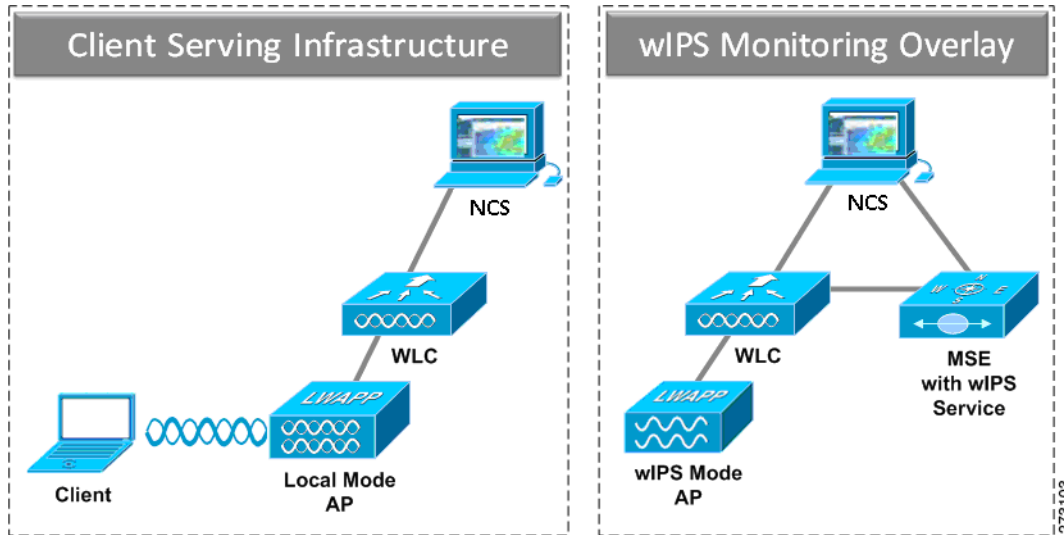 Client Serving Infrastructure
NCS
WLC
LWAPP
Local Mode
AP
Client
wIPS Monitoring Overlay
NCS
WLC
N
W
E
S
MSE
with wIPS
Service
LWAPP
wIPS Mode
AP